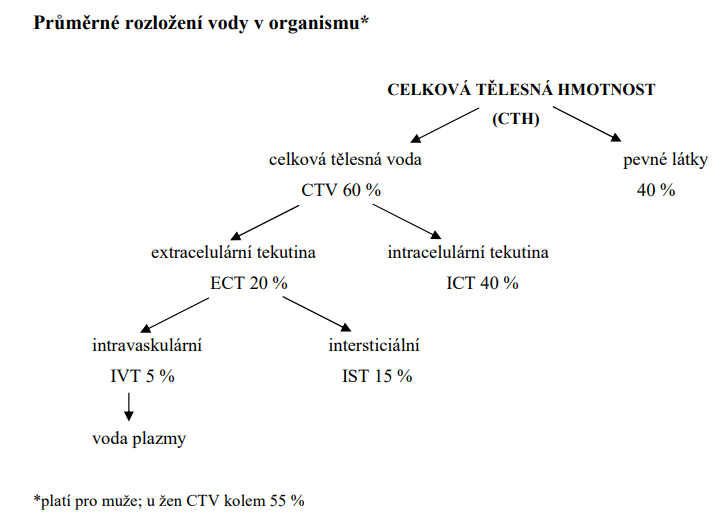 Průměrné rozložení vody v organismu*
CELKOVÁ TĚLESNÁ HMOTNOST
(CTH)
celková tělesná voda
CTV 60 %
pevné látky
40 %
extracelulární tekutina
ECT 20 %
intracelulární tekutina
ICT 40 %
intravaskulární
IVT 5 %
intersticiální
IST 15 %
voda plazmy
*platí pro muže; u žen CTV kolem 55 %